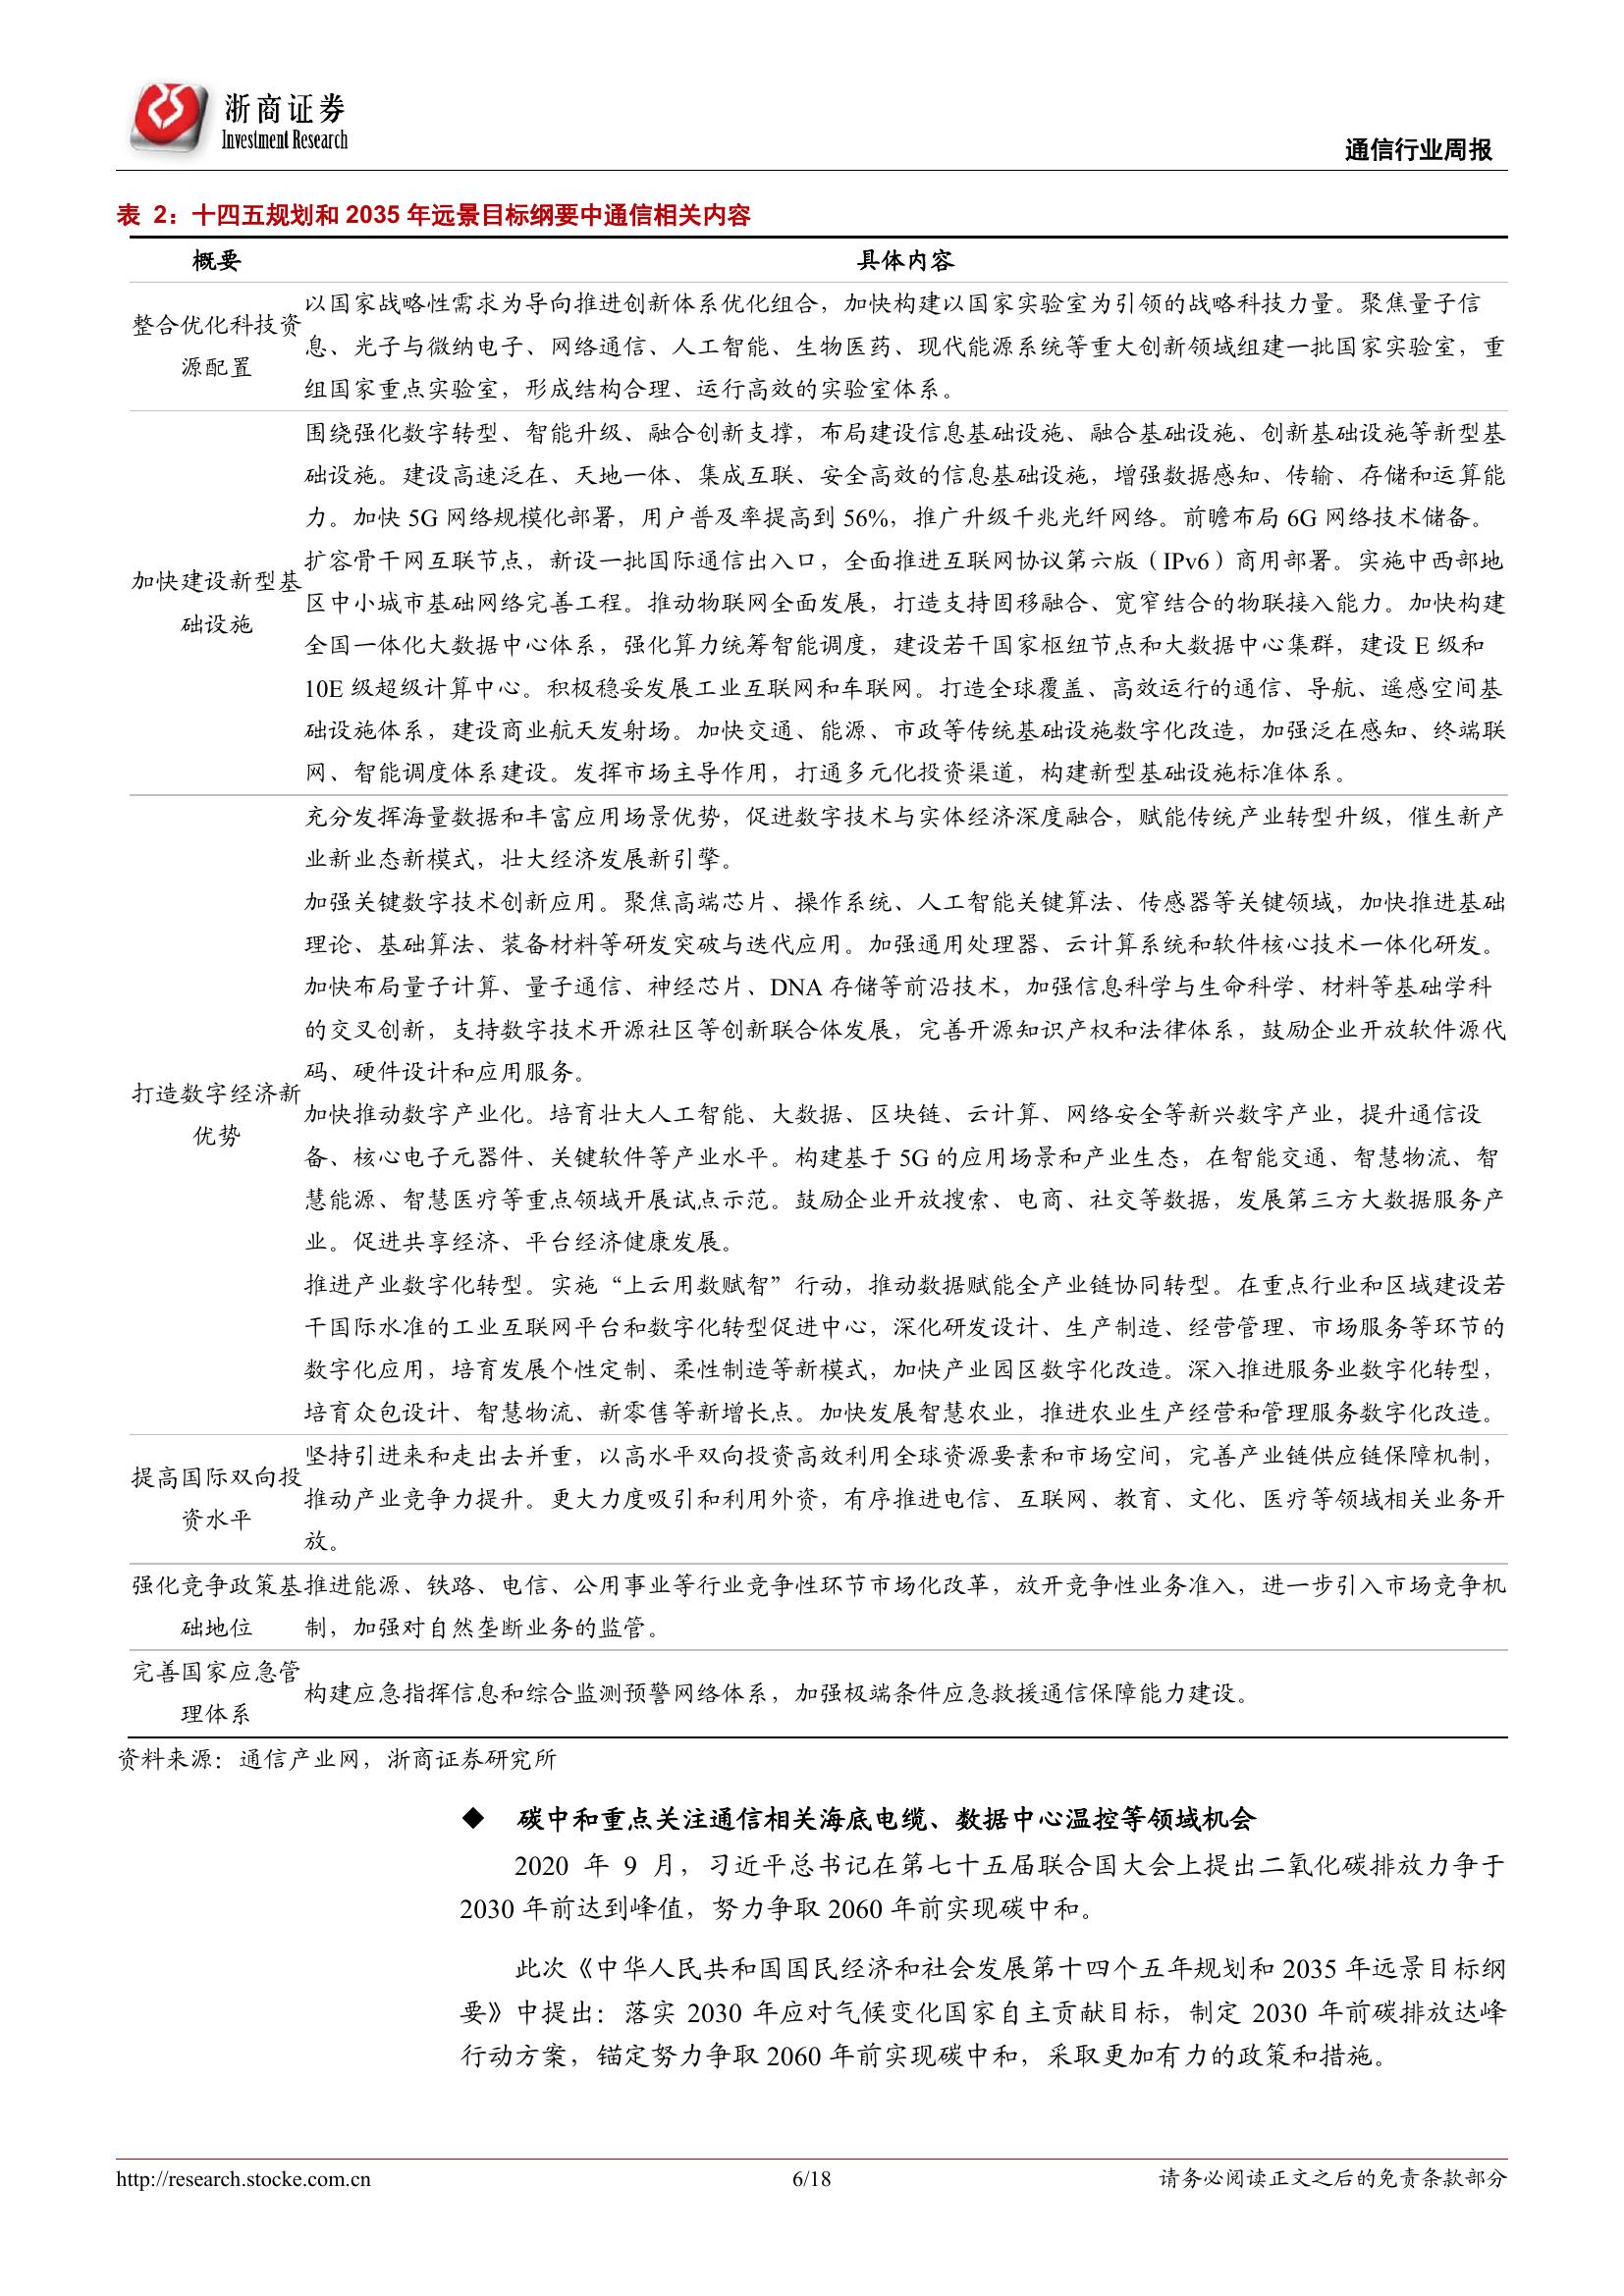 浙商证券
Investment Research
通信行业周报
表 2：十四五规划和 2035 年远景目标纲要中通信相关内容
概要 具体内容
整合优化科技资
源配置
以国家战略性需求为导向推进创新体系优化组合，加快构建以国家实验室为引领的战略科技力量。聚焦量子信
息、光子与微纳电子、网络通信、人工智能、生物医药、现代能源系统等重大创新领域组建一批国家实验室，重
组国家重点实验室，形成结构合理、运行高效的实验室体系。
加快建设新型基
础设施
围绕强化数字转型、智能升级、融合创新支撑，布局建设信息基础设施、融合基础设施、创新基础设施等新型基
础设施。建设高速泛在、天地一体、集成互联、安全高效的信息基础设施，增强数据感知、传输、存储和运算能
力。加快 5G 网络规模化部署，用户普及率提高到 56%，推广升级千兆光纤网络。前瞻布局 6G 网络技术储备。
扩容骨干网互联节点，新设一批国际通信出入口，全面推进互联网协议第六版（IPv6）商用部署。实施中西部地
区中小城市基础网络完善工程。推动物联网全面发展，打造支持固移融合、宽窄结合的物联接入能力。加快构建
全国一体化大数据中心体系，强化算力统筹智能调度，建设若干国家枢纽节点和大数据中心集群，建设 E 级和
10E 级超级计算中心。积极稳妥发展工业互联网和车联网。打造全球覆盖、高效运行的通信、导航、遥感空间基
础设施体系，建设商业航天发射场。加快交通、能源、市政等传统基础设施数字化改造，加强泛在感知、终端联
网、智能调度体系建设。发挥市场主导作用，打通多元化投资渠道，构建新型基础设施标准体系。
打造数字经济新
优势
充分发挥海量数据和丰富应用场景优势，促进数字技术与实体经济深度融合，赋能传统产业转型升级，催生新产
业新业态新模式，壮大经济发展新引擎。
加强关键数字技术创新应用。聚焦高端芯片、操作系统、人工智能关键算法、传感器等关键领域，加快推进基础
理论、基础算法、装备材料等研发突破与迭代应用。加强通用处理器、云计算系统和软件核心技术一体化研发。
加快布局量子计算、量子通信、神经芯片、DNA 存储等前沿技术，加强信息科学与生命科学、材料等基础学科
的交叉创新，支持数字技术开源社区等创新联合体发展，完善开源知识产权和法律体系，鼓励企业开放软件源代
码、硬件设计和应用服务。
加快推动数字产业化。培育壮大人工智能、大数据、区块链、云计算、网络安全等新兴数字产业，提升通信设
备、核心电子元器件、关键软件等产业水平。构建基于 5G 的应用场景和产业生态，在智能交通、智慧物流、智
慧能源、智慧医疗等重点领域开展试点示范。鼓励企业开放搜索、电商、社交等数据，发展第三方大数据服务产
业。促进共享经济、平台经济健康发展。
推进产业数字化转型。实施“上云用数赋智”行动，推动数据赋能全产业链协同转型。在重点行业和区域建设若
干国际水准的工业互联网平台和数字化转型促进中心，深化研发设计、生产制造、经营管理、市场服务等环节的
数字化应用，培育发展个性定制、柔性制造等新模式，加快产业园区数字化改造。深入推进服务业数字化转型，
培育众包设计、智慧物流、新零售等新增长点。加快发展智慧农业，推进农业生产经营和管理服务数字化改造。
提高国际双向投
资水平
坚持引进来和走出去并重，以高水平双向投资高效利用全球资源要素和市场空间，完善产业链供应链保障机制，
推动产业竞争力提升。更大力度吸引和利用外资，有序推进电信、互联网、教育、文化、医疗等领域相关业务开
放。
强化竞争政策基
础地位
推进能源、铁路、电信、公用事业等行业竞争性环节市场化改革，放开竞争性业务准入，进一步引入市场竞争机
制，加强对自然垄断业务的监管。
完善国家应急管
理体系
构建应急指挥信息和综合监测预警网络体系，加强极端条件应急救援通信保障能力建设。
资料来源：通信产业网，浙商证券研究所
◆ 碳中和重点关注通信相关海底电缆、数据中心温控等领域机会
2020 年 9 月，习近平总书记在第七十五届联合国大会上提出二氧化碳排放力争于
2030 年前达到峰值，努力争取 2060 年前实现碳中和。
此次《中华人民共和国国民经济和社会发展第十四个五年规划和 2035 年远景目标纲
要》中提出：落实 2030 年应对气候变化国家自主贡献目标，制定 2030 年前碳排放达峰
行动方案，锚定努力争取 2060 年前实现碳中和，采取更加有力的政策和措施。
http://research.stocke.com.cn 6/18 请务必阅读正文之后的免责条款部分